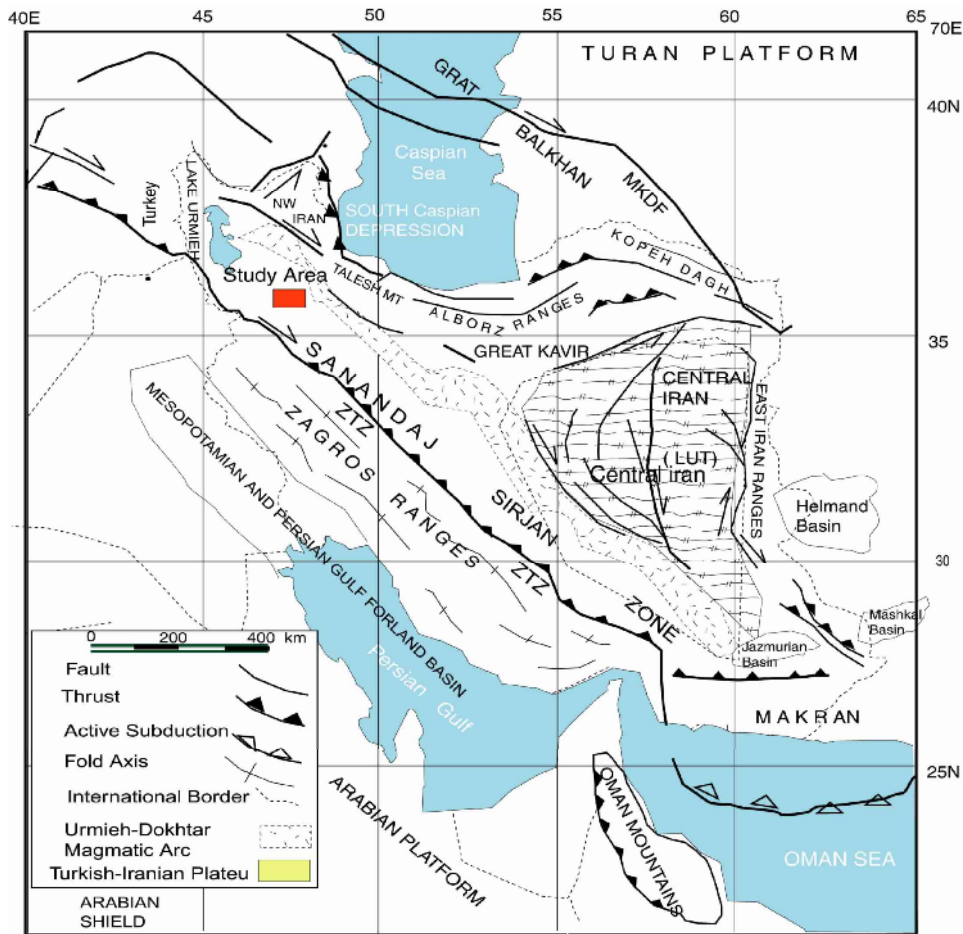 40E 45 50 55 60 65
70E
TURAN PLATFORM
GRAT
BALKHAN
MKDF
40N
Caspian
Sea
SOUTH Caspian
DEPRESSION
Turkey
LAKE URMIEH
NW
IRAN
KOPEH DAGH
Study Area
TALESH MT
ALBORZ RANGES
35
GREAT KAVIR
SANANDAJ
SIRJAN
ZONE
ZTZ
ZTZ
ZAGROS RANGES
MESOPOTAMIAN AND PERSIAN GULF FORLAND BASIN
CENTRAL
IRAN
(LUT)
Central iran
EAST IRAN RANGES
Helmand
Basin
30
Mashkal
Basin
Jazmurian
Basin
MAKRAN
Persian Gulf
25N
ARABIAN PLATFORM
OMAN MOUNTAINS
OMAN SEA
0 200 400 km
Fault
Thrust
Active Subduction
Fold Axis
International Border
Urmieh-Dokhtar
Magmatic Arc
Turkish-Iranian Plateu
ARABIAN
SHIELD